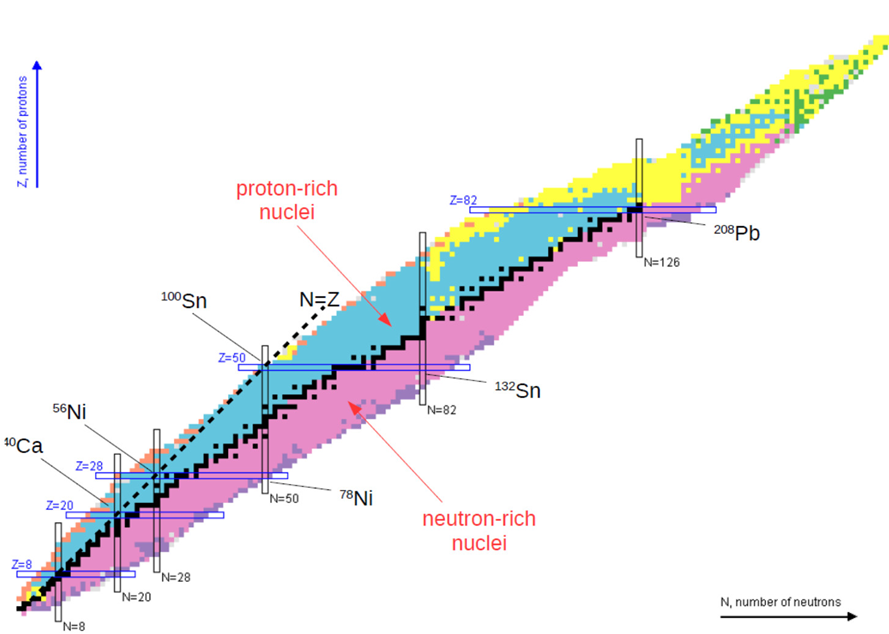 Z, number of protons
proton-rich
nuclei
Z=82
208Pb
N=126
100Sn
N=Z
Z=50
132Sn
N=82
56Ni
40Ca
Z=28
78Ni
N=50
Z=20
neutron-rich
nuclei
Z=8
N=28
N=20
N, number of neutrons
N=8